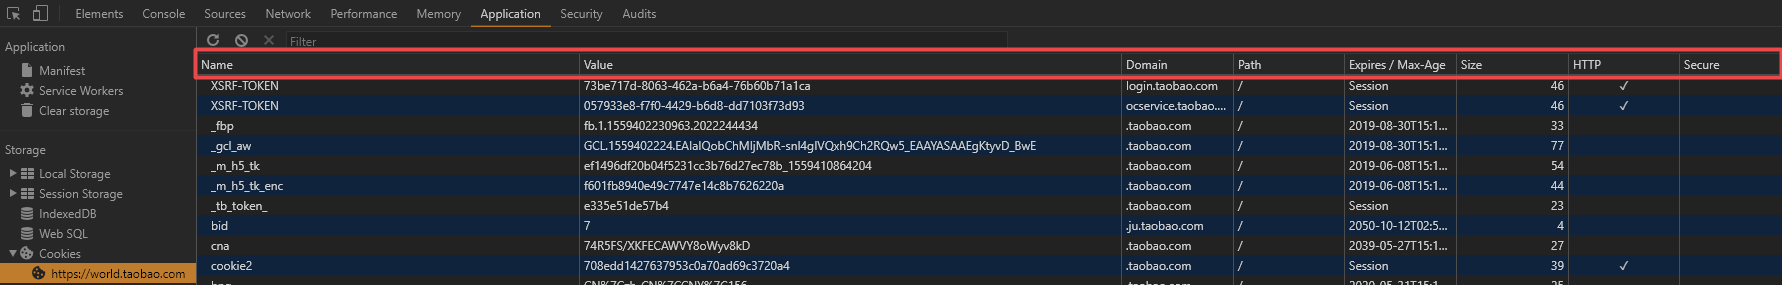 Elements Console Sources Network Performance Memory Application Security Audits
Application
Filter
Manifest
Service Workers
Clear storage
Storage
Local Storage
Session Storage
IndexedDB
Web SQL
Cookies
https://world.taobao.com
Name Value Domain Path Expires / Max-Age Size HTTP Secure
XSRF-TOKEN 73be717d-8063-462a-b6a4-76b60b71a1ca login.taobao.com / Session 46 ✓
XSRF-TOKEN 057933e8-f7f0-4429-b6d8-dd7103f73d93 ocservice.taobao.... / Session 46 ✓
_fbp fb.1.1559402230963.2022244434 .taobao.com / 2019-08-30T15:1... 33
_gcl_aw GCL.1559402224.EAIaIQobChMIjMbR-snI4gIVQxh9Ch2RQw5_EAAYASAAEgKtyvD_BwE .taobao.com / 2019-08-30T15:1... 77
_m_h5_tk ef1496df20b04f5231cc3b76d27ec78b_1559410864204 .taobao.com / 2019-06-08T15:1... 54
_m_h5_tk_enc f601fb8940e49c7747e14c8b7626220a .taobao.com / 2019-06-08T15:1... 44
_tb_token_ e335e51de57b4 .taobao.com / Session 23
bid 7 .ju.taobao.com / 2050-10-12T02:5... 4
cna 74R5FS/XKFECAWVY8oWyv8kD .taobao.com / 2039-05-27T15:1... 27
cookie2 708edd1427637953c0a70ad69c3720a4 .taobao.com / Session 39 ✓